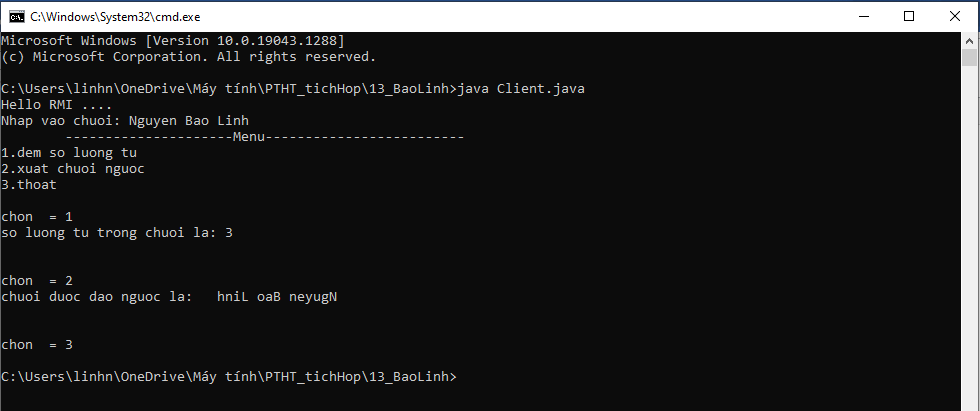 C:\Windows\System32\cmd.exe
Microsoft Windows [Version 10.0.19043.1288]
(c) Microsoft Corporation. All rights reserved.
C:\Users\linhn\OneDrive\Máy tính\PTHT_tichHop\13_BaoLinh>java Client.java
Hello RMI ....
Nhap vao chuoi: Nguyen Bao Linh
---------------------Menu-------------------------
1.dem so luong tu
2.xuat chuoi nguoc
3.thoat
chon  = 1
so luong tu trong chuoi la: 3
chon  = 2
chuoi duoc dao nguoc la:   hniL oaB neyugN
chon  = 3
C:\Users\linhn\OneDrive\Máy tính\PTHT_tichHop\13_BaoLinh>